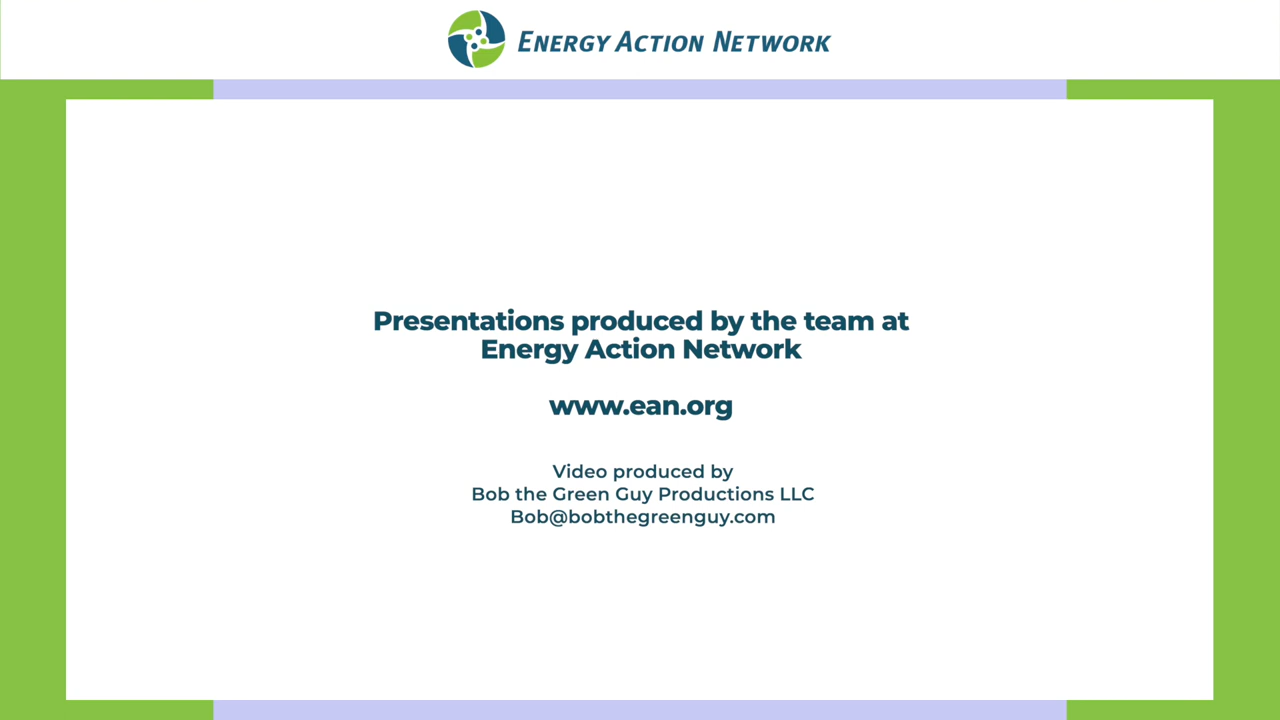 ENERGY ACTION NETWORK
Presentations produced by the team at
Energy Action Network
www.ean.org
Video produced by
Bob the Green Guy Productions LLC
Bob@bobthegreenguy.com